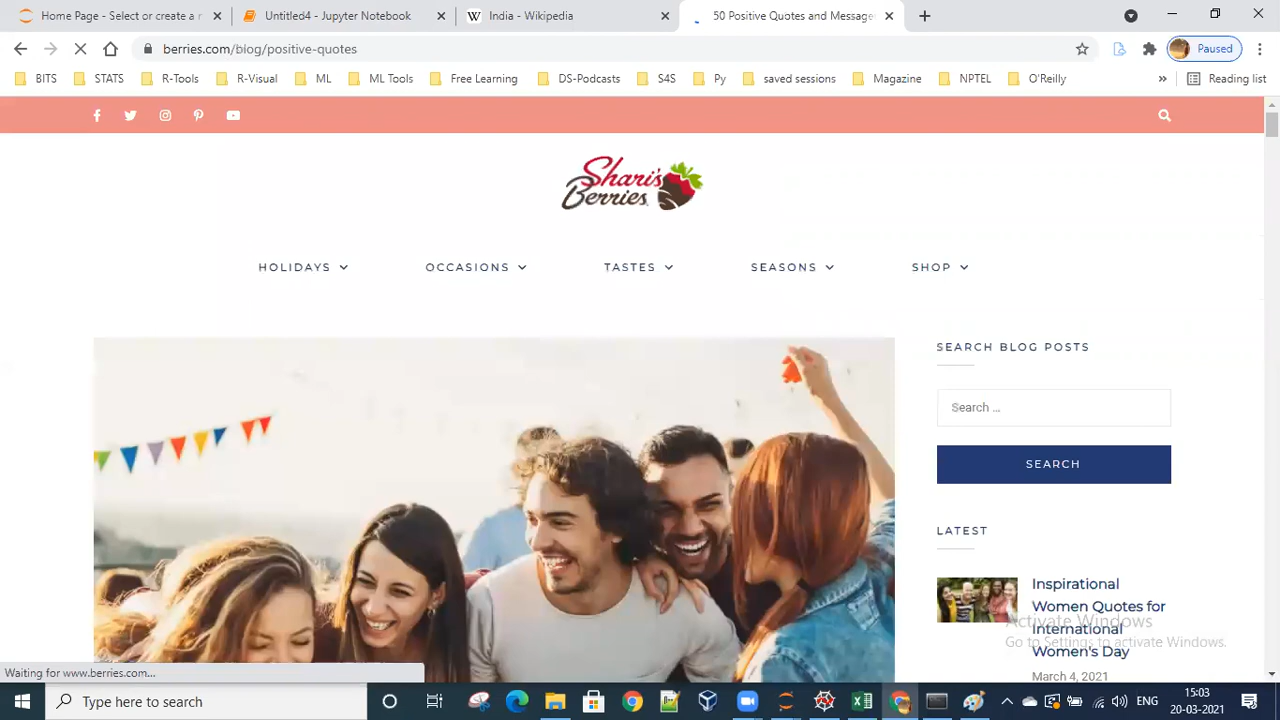 Home Page - Select or create a n
Untitled4 - Jupyter Notebook
India - Wikipedia
50 Positive Quotes and Message
berries.com/blog/positive-quotes
Paused
BITS
STATS
R-Tools
R-Visual
ML
ML Tools
Free Learning
DS-Podcasts
S4S
Py
saved sessions
Magazine
NPTEL
O'Reilly
»
Reading list
Shari's
Berries
HOLIDAYS
OCCASIONS
TASTES
SEASONS
SHOP
SEARCH BLOG POSTS
Search ...
SEARCH
LATEST
Inspirational
Women Quotes for
International
Women's Day
March 4, 2021
Activate Windows
Go to Settings to activate Windows.
Waiting for www.berries.com...
Type here to search
ENG
15:03
20-03-2021